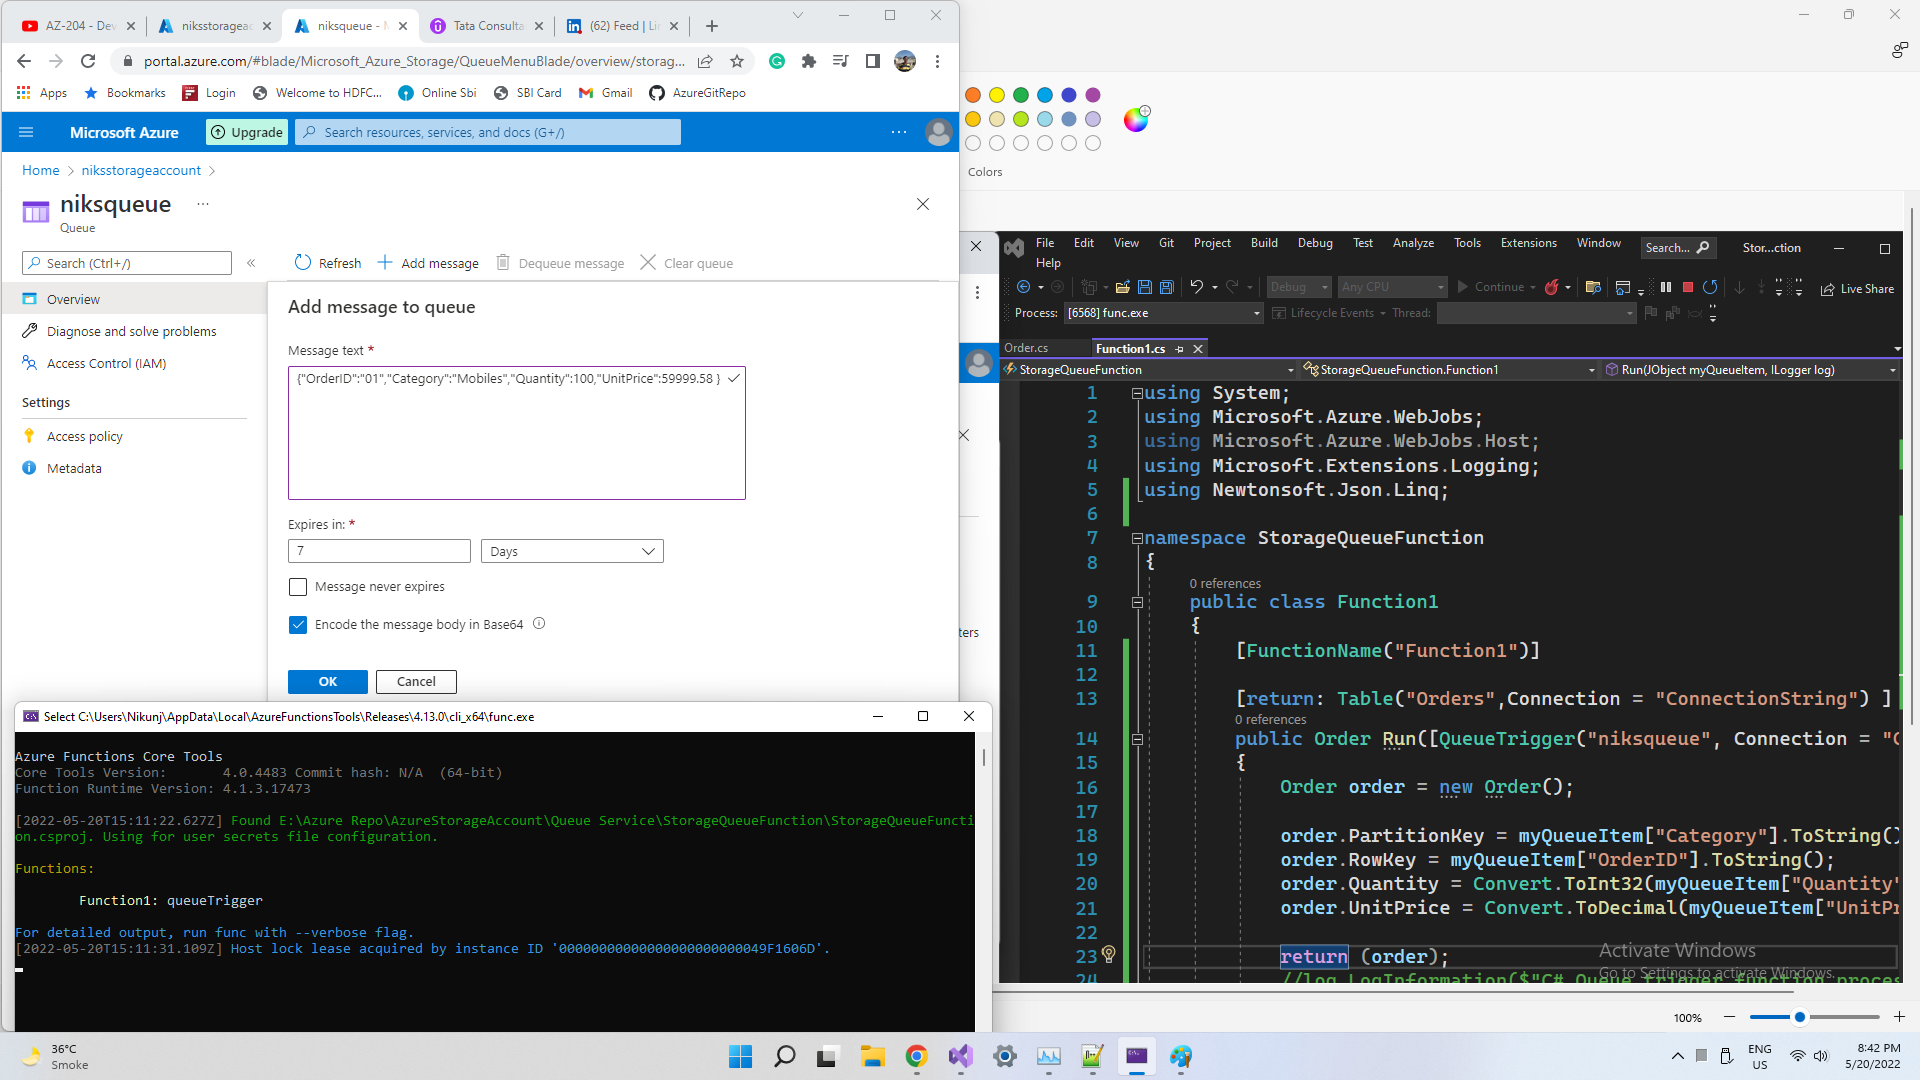 AZ-204 - Dev
niksstorageac
niksqueue - M
Tata Consulta
(62) Feed | Li
portal.azure.com/#blade/Microsoft_Azure_Storage/QueueMenuBlade/overview/storag...
Apps
Bookmarks
Login
Welcome to HDFC...
Online Sbi
SBI Card
Gmail
AzureGitRepo
Microsoft Azure
Upgrade
Search resources, services, and docs (G+/)
Home > niksstorageaccount >
niksqueue
Queue
Search (Ctrl+/)
Refresh
Add message
Dequeue message
Clear queue
Overview
Diagnose and solve problems
Access Control (IAM)
Settings
Access policy
Metadata
Add message to queue
Message text *
{"OrderID":"01","Category":"Mobiles","Quantity":100,"UnitPrice":59999.58 }
Expires in: *
7
Days
Message never expires
Encode the message body in Base64
OK
Cancel
ters
Colors
File Edit View Git Project Build Debug Test Analyze Tools Extensions Window
Help
Search...
Stor...ction
Debug
Any CPU
Continue
Live Share
Process: [6568] func.exe
Lifecycle Events
Thread:
Order.cs
Function1.cs
StorageQueueFunction
StorageQueueFunction.Function1
Run(JObject myQueueItem, ILogger log)
1 using System;
2 using Microsoft.Azure.WebJobs;
3 using Microsoft.Azure.WebJobs.Host;
4 using Microsoft.Extensions.Logging;
5 using Newtonsoft.Json.Linq;
6
7 namespace StorageQueueFunction
8 {
0 references
9 public class Function1
10 {
11 [FunctionName("Function1")]
12
13 [return: Table("Orders",Connection = "ConnectionString") ]
0 references
14 public Order Run([QueueTrigger("niksqueue", Connection = "C
15 {
16 Order order = new Order();
17
18 order.PartitionKey = myQueueItem["Category"].ToString()
19 order.RowKey = myQueueItem["OrderID"].ToString();
20 order.Quantity = Convert.ToInt32(myQueueItem["Quantity"
21 order.UnitPrice = Convert.ToDecimal(myQueueItem["UnitPr
22
23 return (order);
24 //log.LogInformation($"C# Queue trigger function proces
Activate Windows
Go to Settings to activate Windows.
Select C:\Users\Nikunj\AppData\Local\AzureFunctionsTools\Releases\4.13.0\cli_x64\func.exe
Azure Functions Core Tools
Core Tools Version: 4.0.4483 Commit hash: N/A (64-bit)
Function Runtime Version: 4.1.3.17473
[2022-05-20T15:11:22.627Z] Found E:\Azure Repo\AzureStorageAccount\Queue Service\StorageQueueFunction\StorageQueueFuncti
on.csproj. Using for user secrets file configuration.
Functions:
Function1: queueTrigger
For detailed output, run func with --verbose flag.
[2022-05-20T15:11:31.109Z] Host lock lease acquired by instance ID '00000000000000000000000049F1606D'.
100%
36°C
Smoke
ENG
US
8:42 PM
5/20/2022